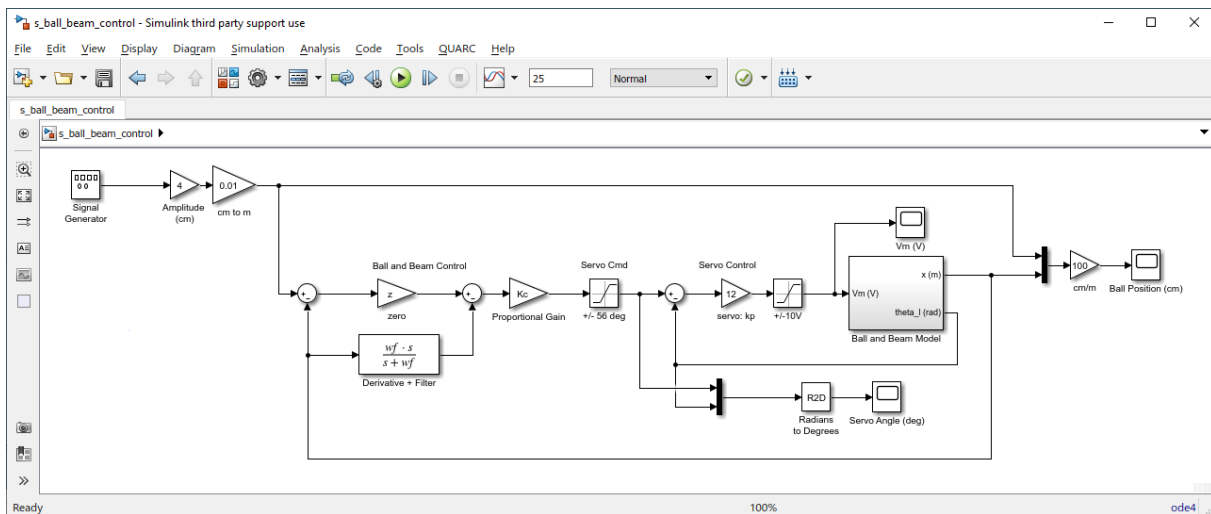 s_ball_beam_control - Simulink third party support use
File Edit View Display Diagram Simulation Analysis Code Tools QUARC Help
25
Normal
s_ball_beam_control
s_ball_beam_control
Signal
Generator
4
Amplitude
(cm)
0.01
cm to m
Vm (V)
100
cm/m
Ball Position (cm)
Ball and Beam Control
z
zero
Kc
Proportional Gain
Servo Cmd
+/- 56 deg
Servo Control
12
servo: kp
+/-10V
Vm (V)
x (m)
theta_l (rad)
Ball and Beam Model
wf · s
s + wf
Derivative + Filter
R2D
Radians
to Degrees
Servo Angle (deg)
Ready
100%
ode4